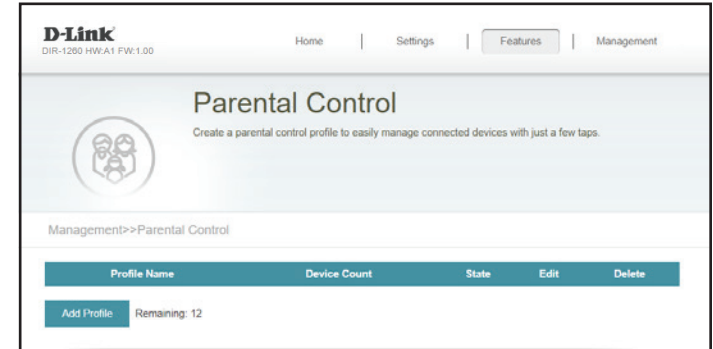 D-Link
DIR-1260 HW:A1 FW:1.00
Home | Settings | Features | Management
Parental Control
Create a parental control profile to easily manage connected devices with just a few taps.
Management>>Parental Control
Profile Name Device Count State Edit Delete
Add Profile Remaining: 12